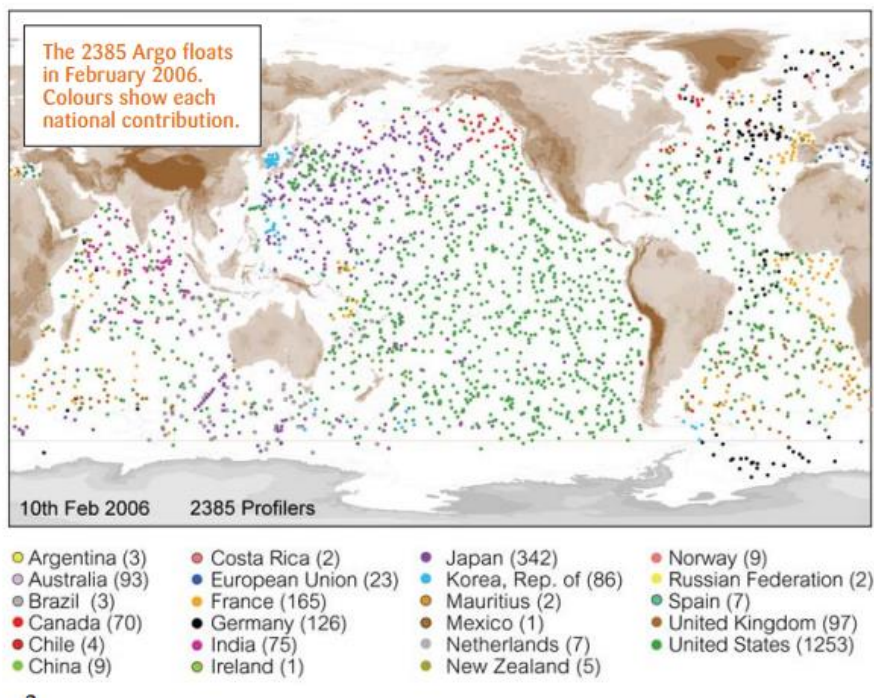 The 2385 Argo floats
in February 2006.
Colours show each
national contribution.
10th Feb 2006 2385 Profilers
Argentina (3)
Australia (93)
Brazil (3)
Canada (70)
Chile (4)
China (9)
Costa Rica (2)
European Union (23)
France (165)
Germany (126)
India (75)
Ireland (1)
Japan (342)
Korea, Rep. of (86)
Mauritius (2)
Mexico (1)
Netherlands (7)
New Zealand (5)
Norway (9)
Russian Federation (2)
Spain (7)
United Kingdom (97)
United States (1253)